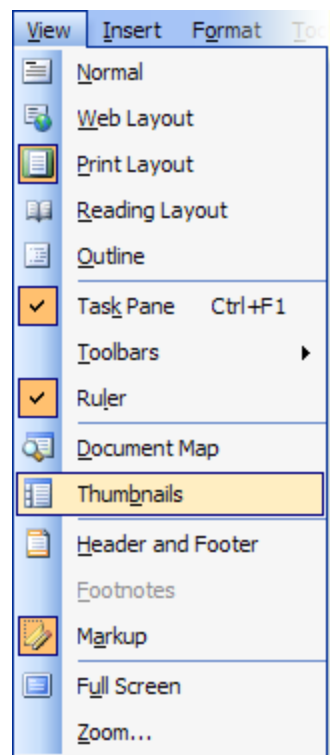 View Insert Format Too
Normal
Web Layout
Print Layout
Reading Layout
Outline
Task Pane Ctrl+F1
Toolbars
Ruler
Document Map
Thumbnails
Header and Footer
Footnotes
Markup
Full Screen
Zoom...